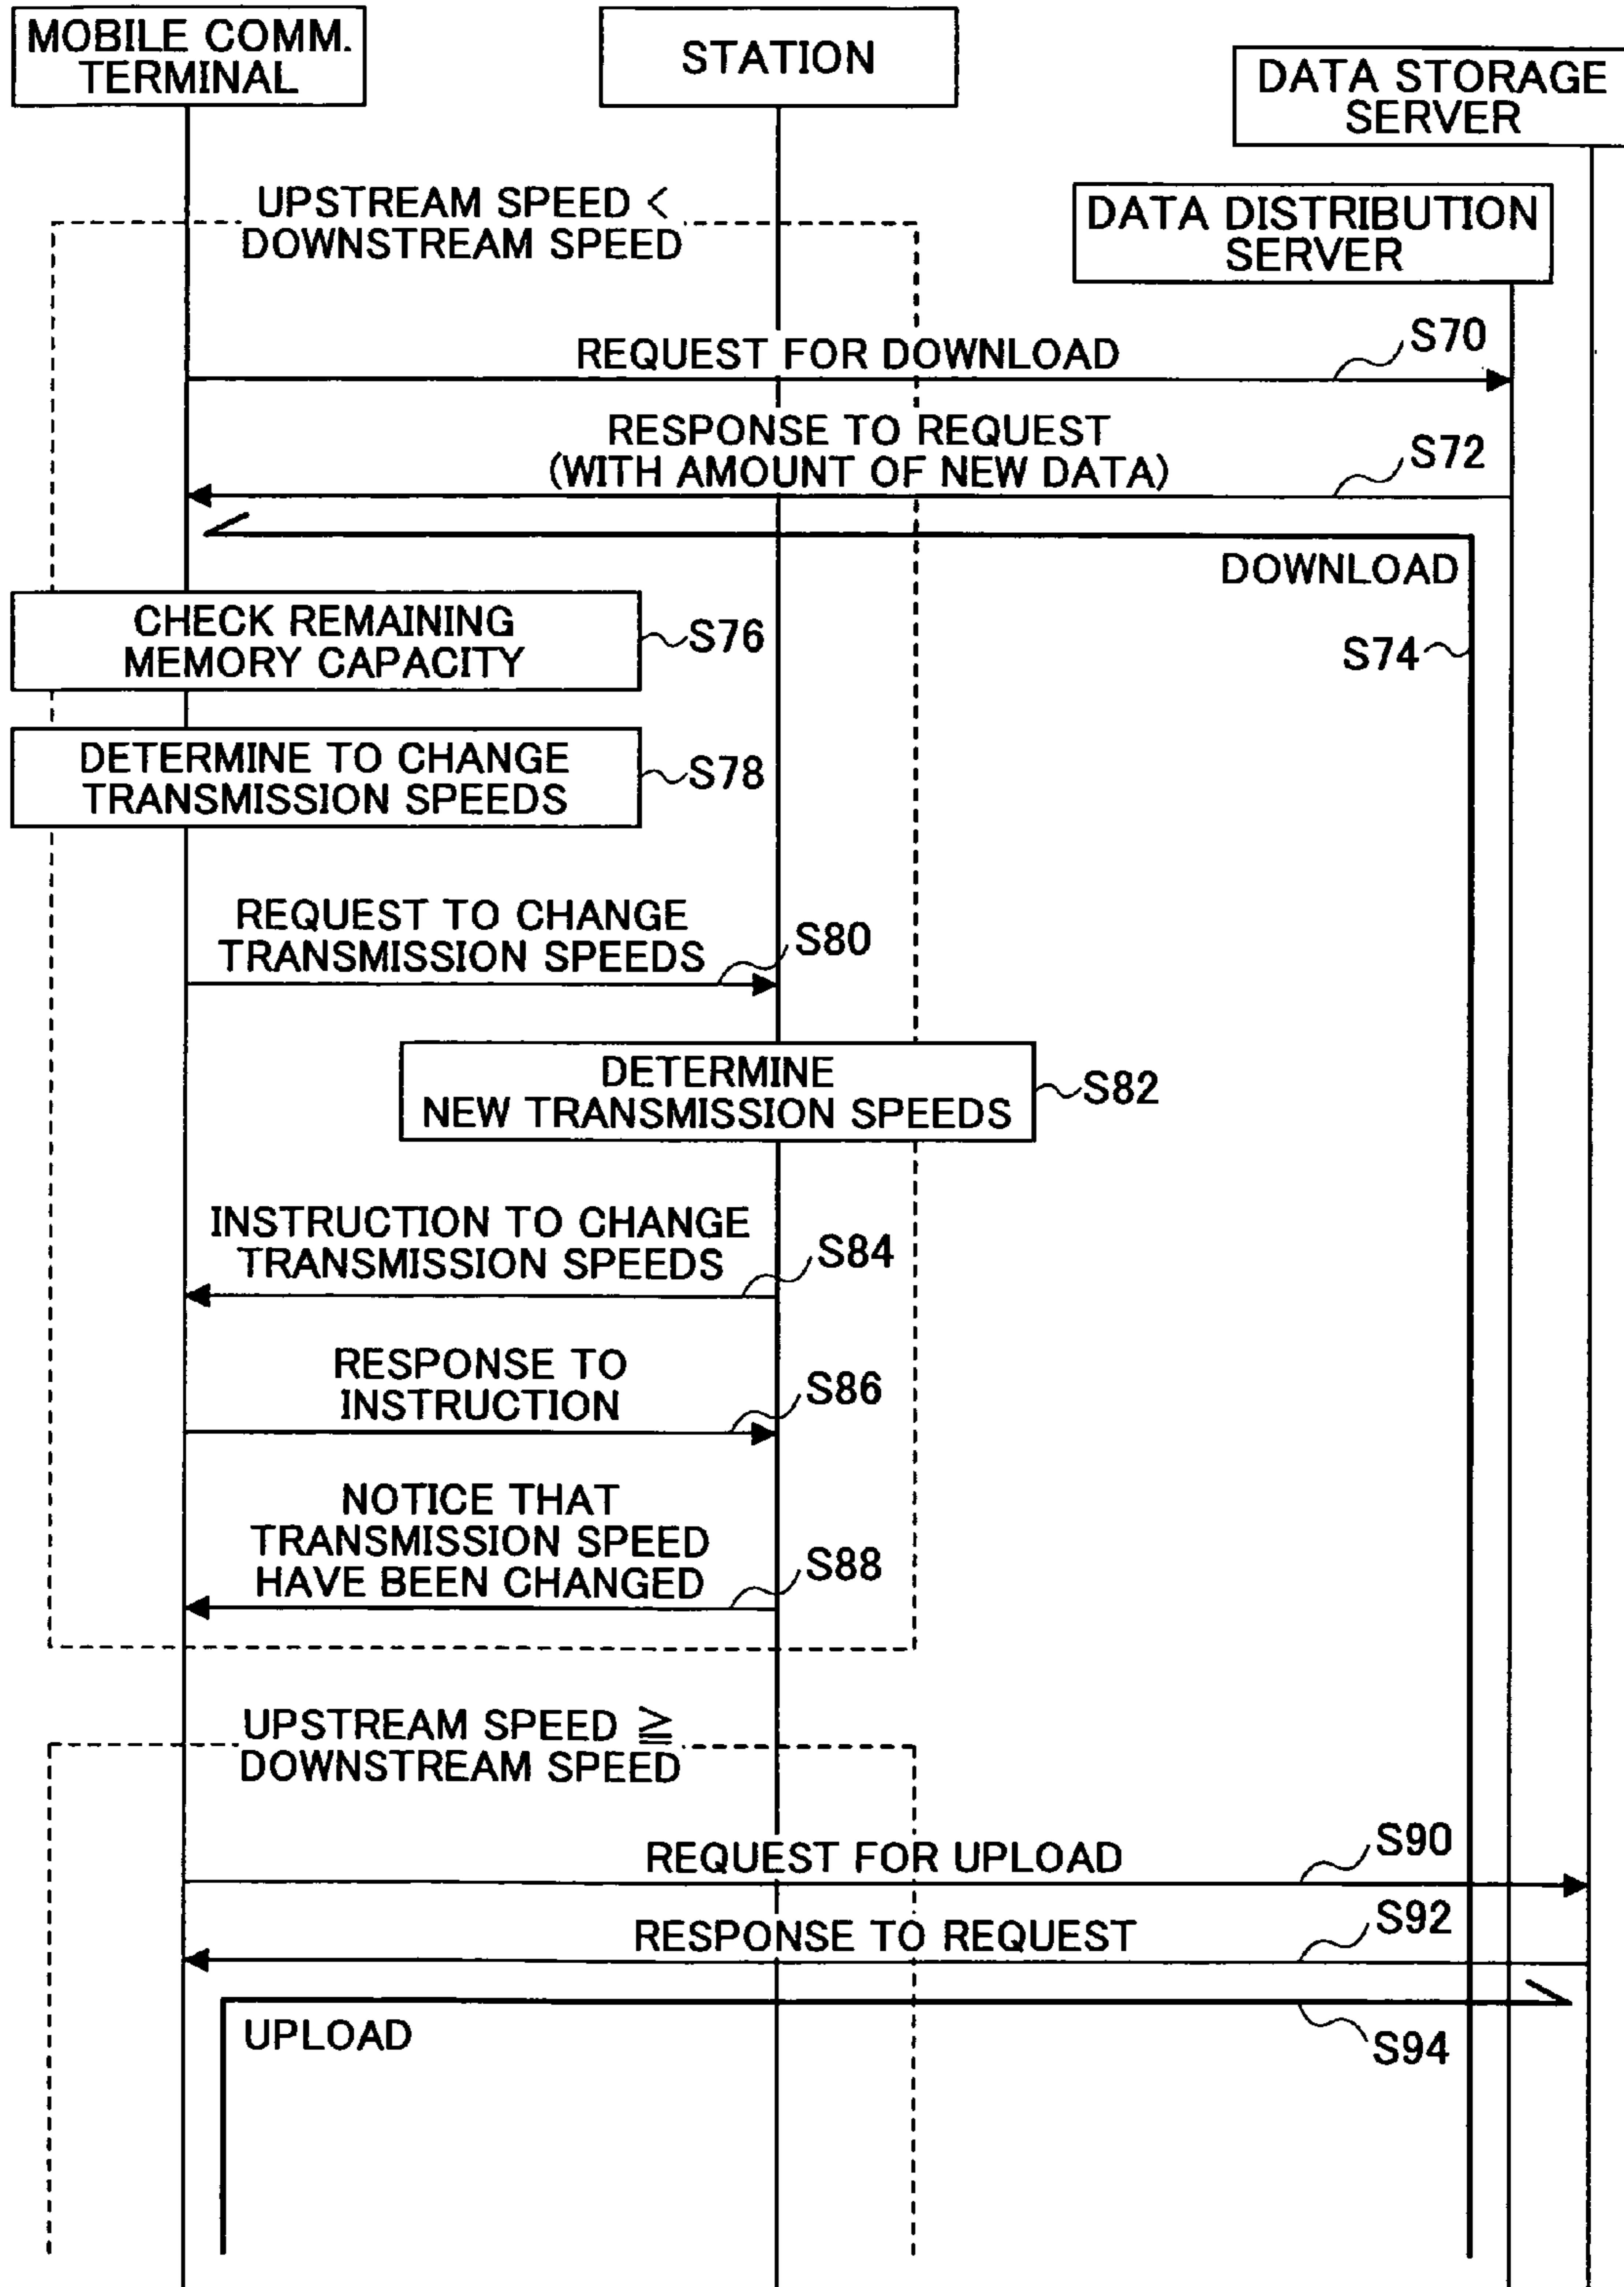 MOBILE COMM.
TERMINAL
STATION
DATA STORAGE
SERVER
DATA DISTRIBUTION
SERVER
UPSTREAM SPEED <
DOWNSTREAM SPEED
REQUEST FOR DOWNLOAD
S70
RESPONSE TO REQUEST
(WITH AMOUNT OF NEW DATA)
S72
DOWNLOAD
S74
CHECK REMAINING
MEMORY CAPACITY
S76
DETERMINE TO CHANGE
TRANSMISSION SPEEDS
S78
REQUEST TO CHANGE
TRANSMISSION SPEEDS
S80
DETERMINE
NEW TRANSMISSION SPEEDS
S82
INSTRUCTION TO CHANGE
TRANSMISSION SPEEDS
S84
RESPONSE TO
INSTRUCTION
S86
NOTICE THAT
TRANSMISSION SPEED
HAVE BEEN CHANGED
S88
UPSTREAM SPEED ≧
DOWNSTREAM SPEED
REQUEST FOR UPLOAD
S90
RESPONSE TO REQUEST
S92
UPLOAD
S94